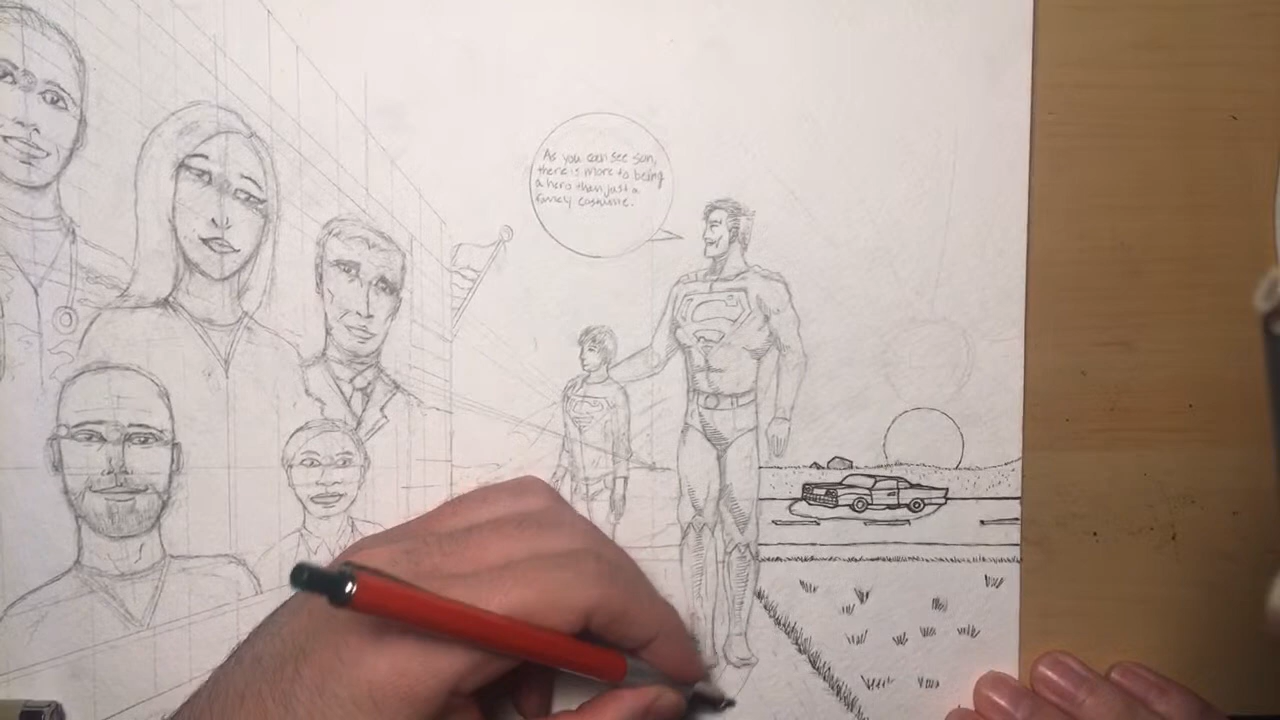 As you can see son,
there is more to being
a hero than just a
fancy costume.